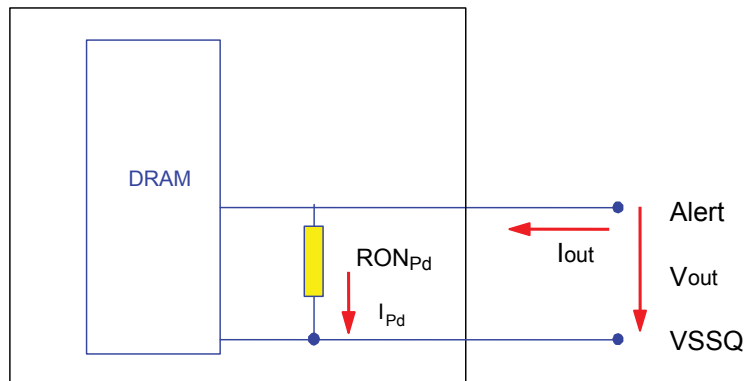 DRAM
Alert
Iout
RONPd
Vout
IPd
VSSQ